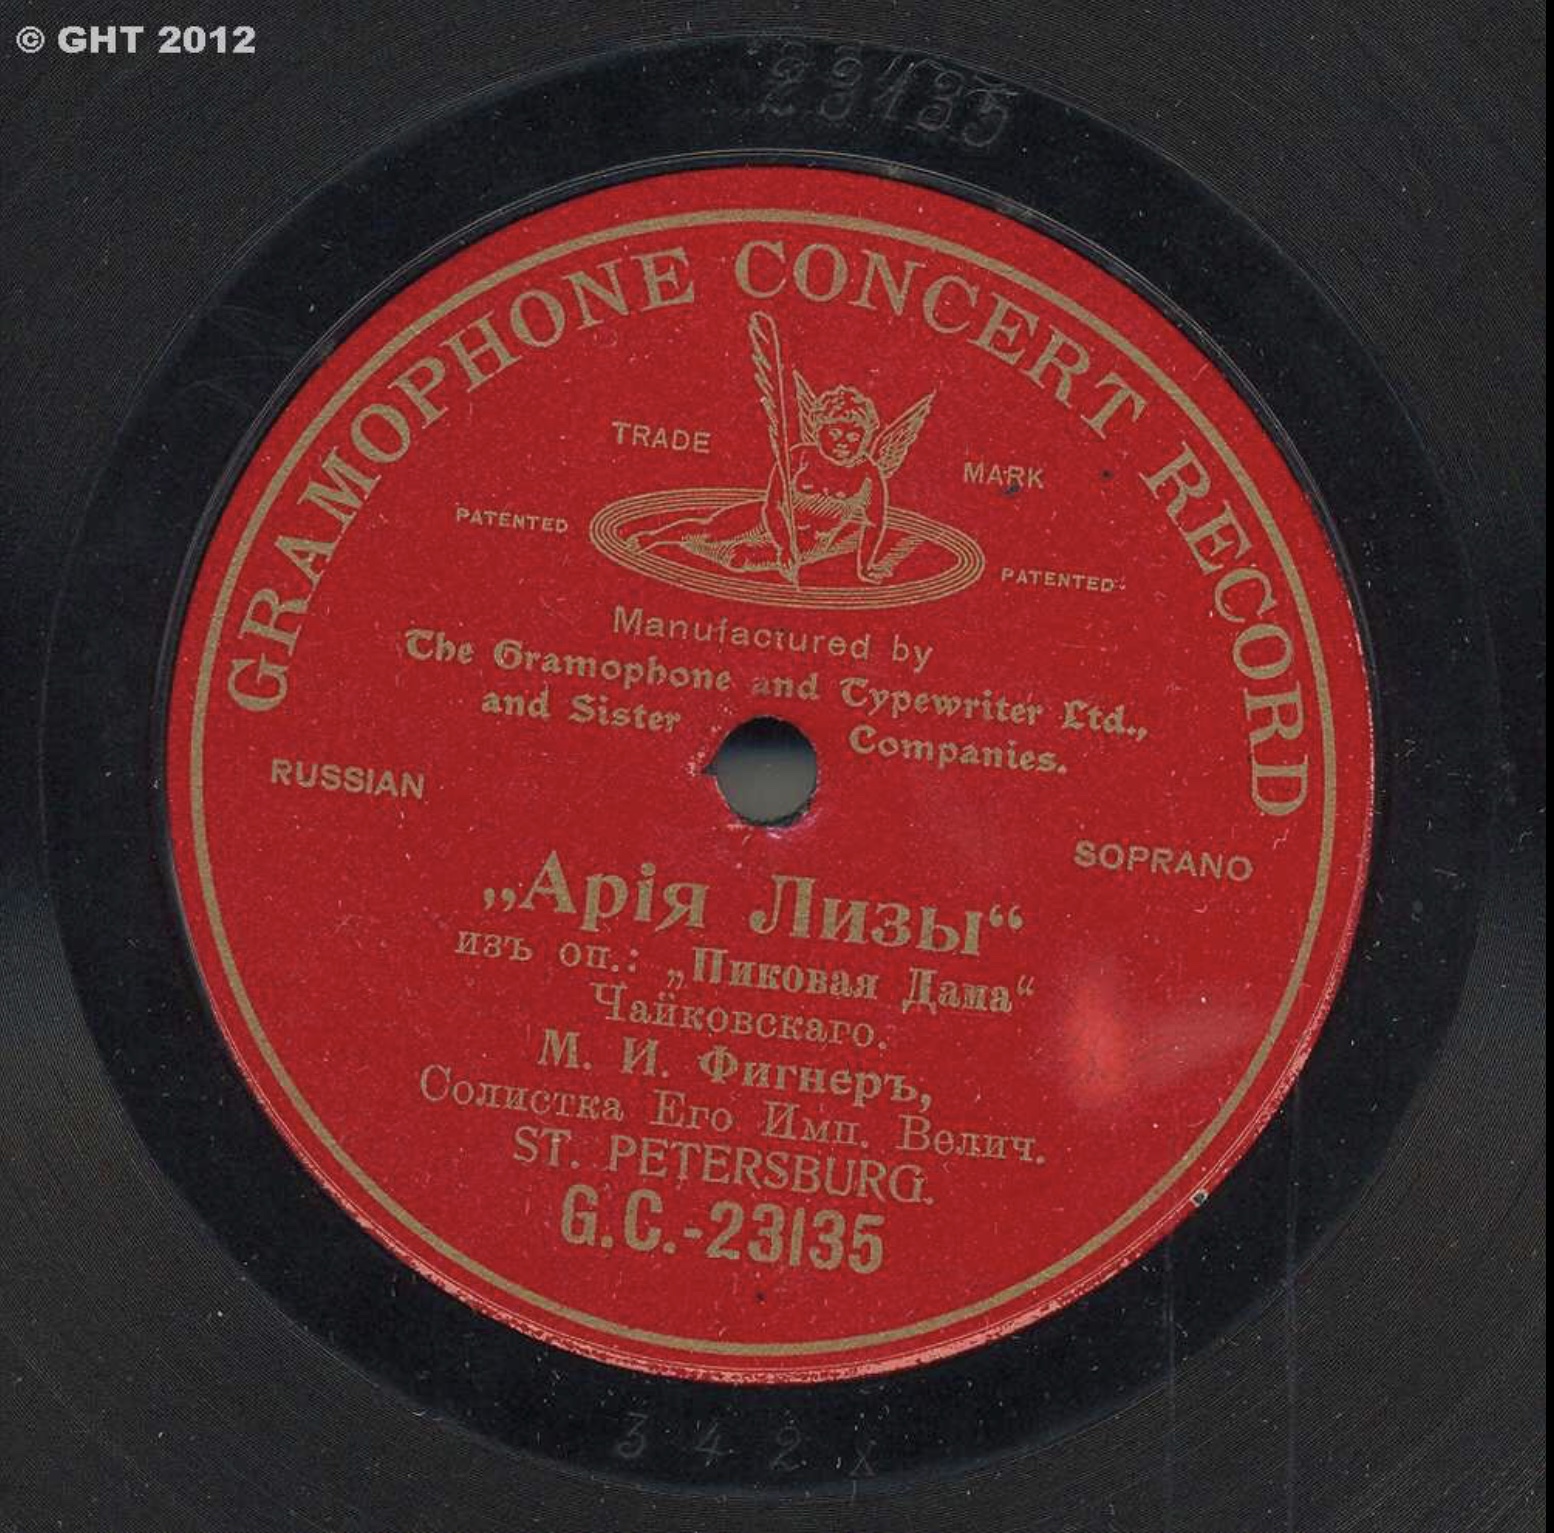 © GHT 2012
23135
GRAMOPHONE CONCERT RECORD
TRADE MARK
PATENTED PATENTED
Manufactured by
The Gramophone and Typewriter Ltd.,
and Sister Companies.
RUSSIAN
SOPRANO
„Арія Лизы“
изъ оп.: „Пиковая Дама“
Чайковскаго.
М. И. Фигнеръ,
Солистка Его Имп. Велич.
ST. PETERSBURG.
G.C.-23135
342x